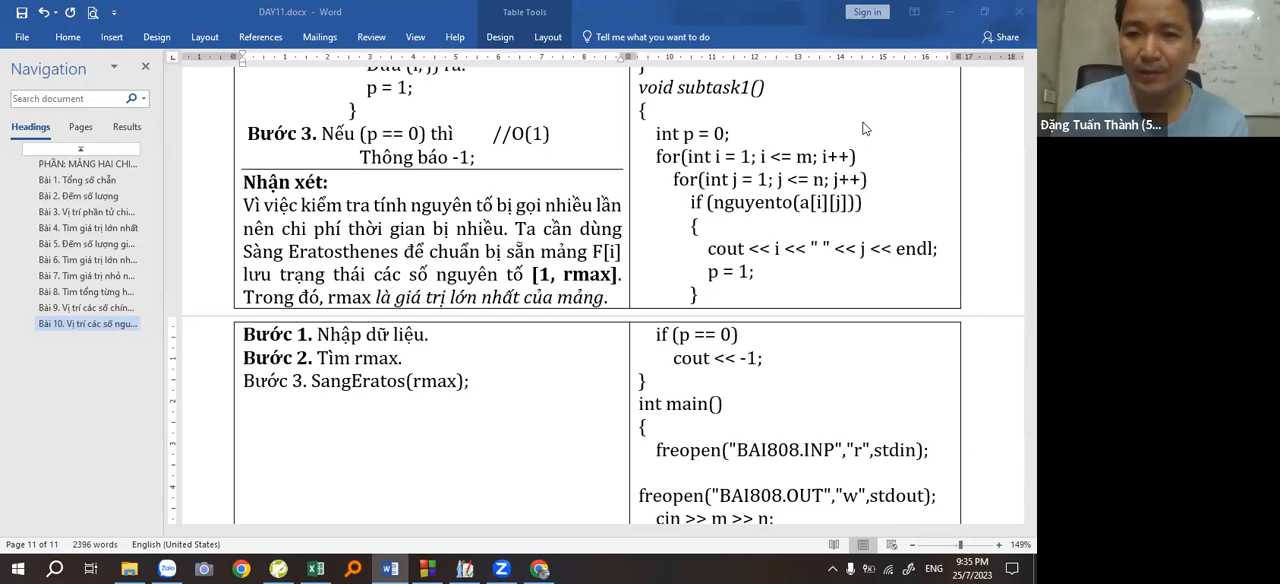 DAY11.docx - Word
Table Tools
Sign in
File
Home
Insert
Design
Layout
References
Mailings
Review
View
Help
Design
Layout
Tell me what you want to do
Share
Navigation
Search document
Headings
Pages
Results
PHẦN: MẢNG HAI CHI...
Bài 1. Tổng số chẵn
Bài 2. Đếm số lượng
Bài 3. Vị trí phần tử chi...
Bài 4. Tìm giá trị lớn nhất
Bài 5. Đếm số lượng gi...
Bài 6. Tìm giá trị lớn nh...
Bài 7. Tìm giá trị nhỏ n...
Bài 8. Tìm tổng từng h...
Bài 9. Vị trí các số chín...
Bài 10. Vị trí các số ngu...
Đưa (i, j) ra.
p = 1;
}
Bước 3. Nếu (p == 0) thì //O(1)
Thông báo -1;
Nhận xét:
Vì việc kiểm tra tính nguyên tố bị gọi nhiều lần
nên chi phí thời gian bị nhiều. Ta cần dùng
Sàng Eratosthenes để chuẩn bị sẵn mảng F[i]
lưu trạng thái các số nguyên tố [1, rmax].
Trong đó, rmax là giá trị lớn nhất của mảng.
Bước 1. Nhập dữ liệu.
Bước 2. Tìm rmax.
Bước 3. SangEratos(rmax);
}
void subtask1()
{
int p = 0;
for(int i = 1; i <= m; i++)
for(int j = 1; j <= n; j++)
if (nguyento(a[i][j]))
{
cout << i << " " << j << endl;
p = 1;
}
if (p == 0)
cout << -1;
}
int main()
{
freopen("BAI808.INP","r",stdin);
freopen("BAI808.OUT","w",stdout);
cin >> m >> n;
Đặng Tuấn Thành (5...
Page 11 of 11
2396 words
English (United States)
149%
Zalo
ENG
9:35 PM
25/7/2023